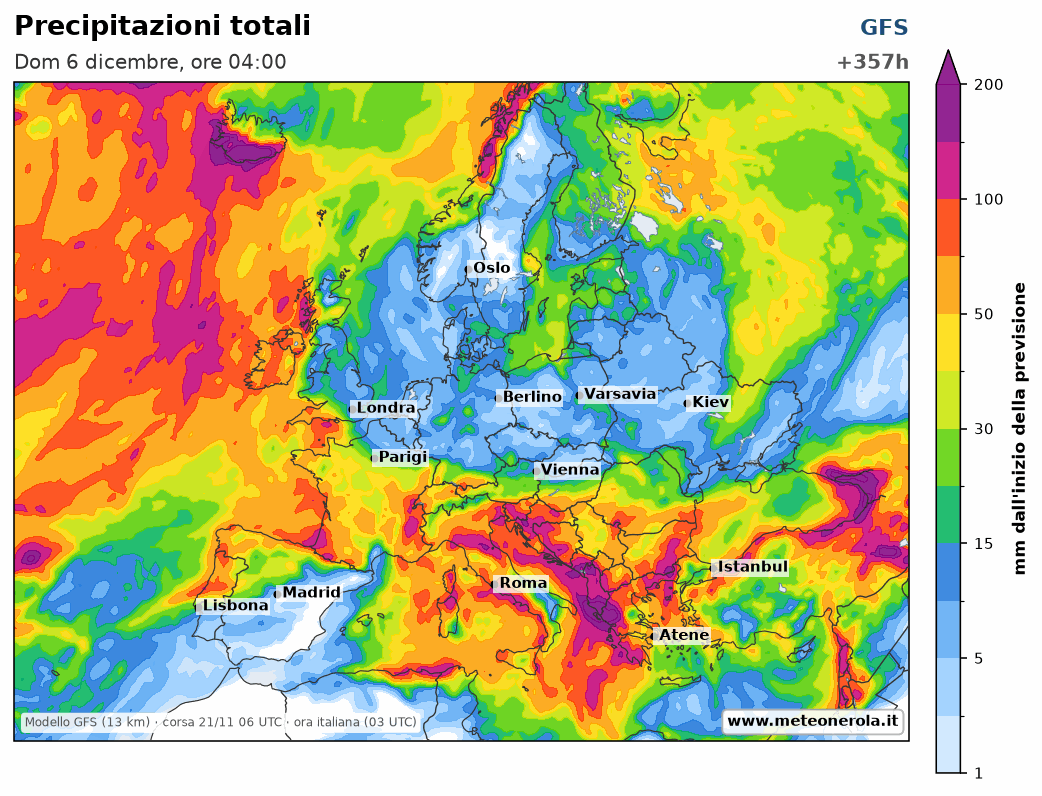 Precipitazioni totali
GFS
Dom 6 dicembre, ore 04:00
+357h
200
100
50
30
15
5
1
mm dall'inizio della previsione
Oslo
Berlino
Varsavia
Kiev
Londra
Parigi
Vienna
Istanbul
Roma
Madrid
Lisbona
Atene
Modello GFS (13 km) · corsa 21/11 06 UTC · ora italiana (03 UTC)
www.meteonerola.it